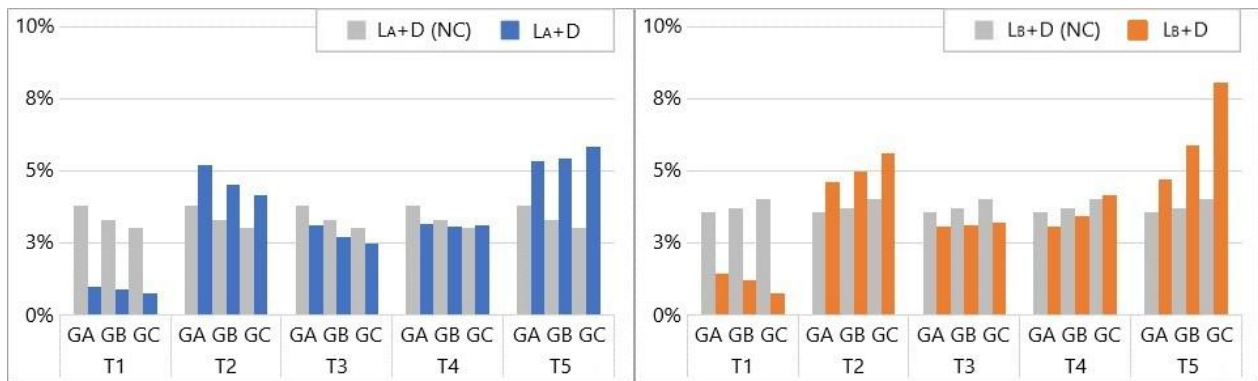 10%
LA+D (NC) LA+D
8%
5%
3%
0%
GA GB GC GA GB GC GA GB GC GA GB GC GA GB GC
T1 T2 T3 T4 T5
10%
LB+D (NC) LB+D
8%
5%
3%
0%
GA GB GC GA GB GC GA GB GC GA GB GC GA GB GC
T1 T2 T3 T4 T5